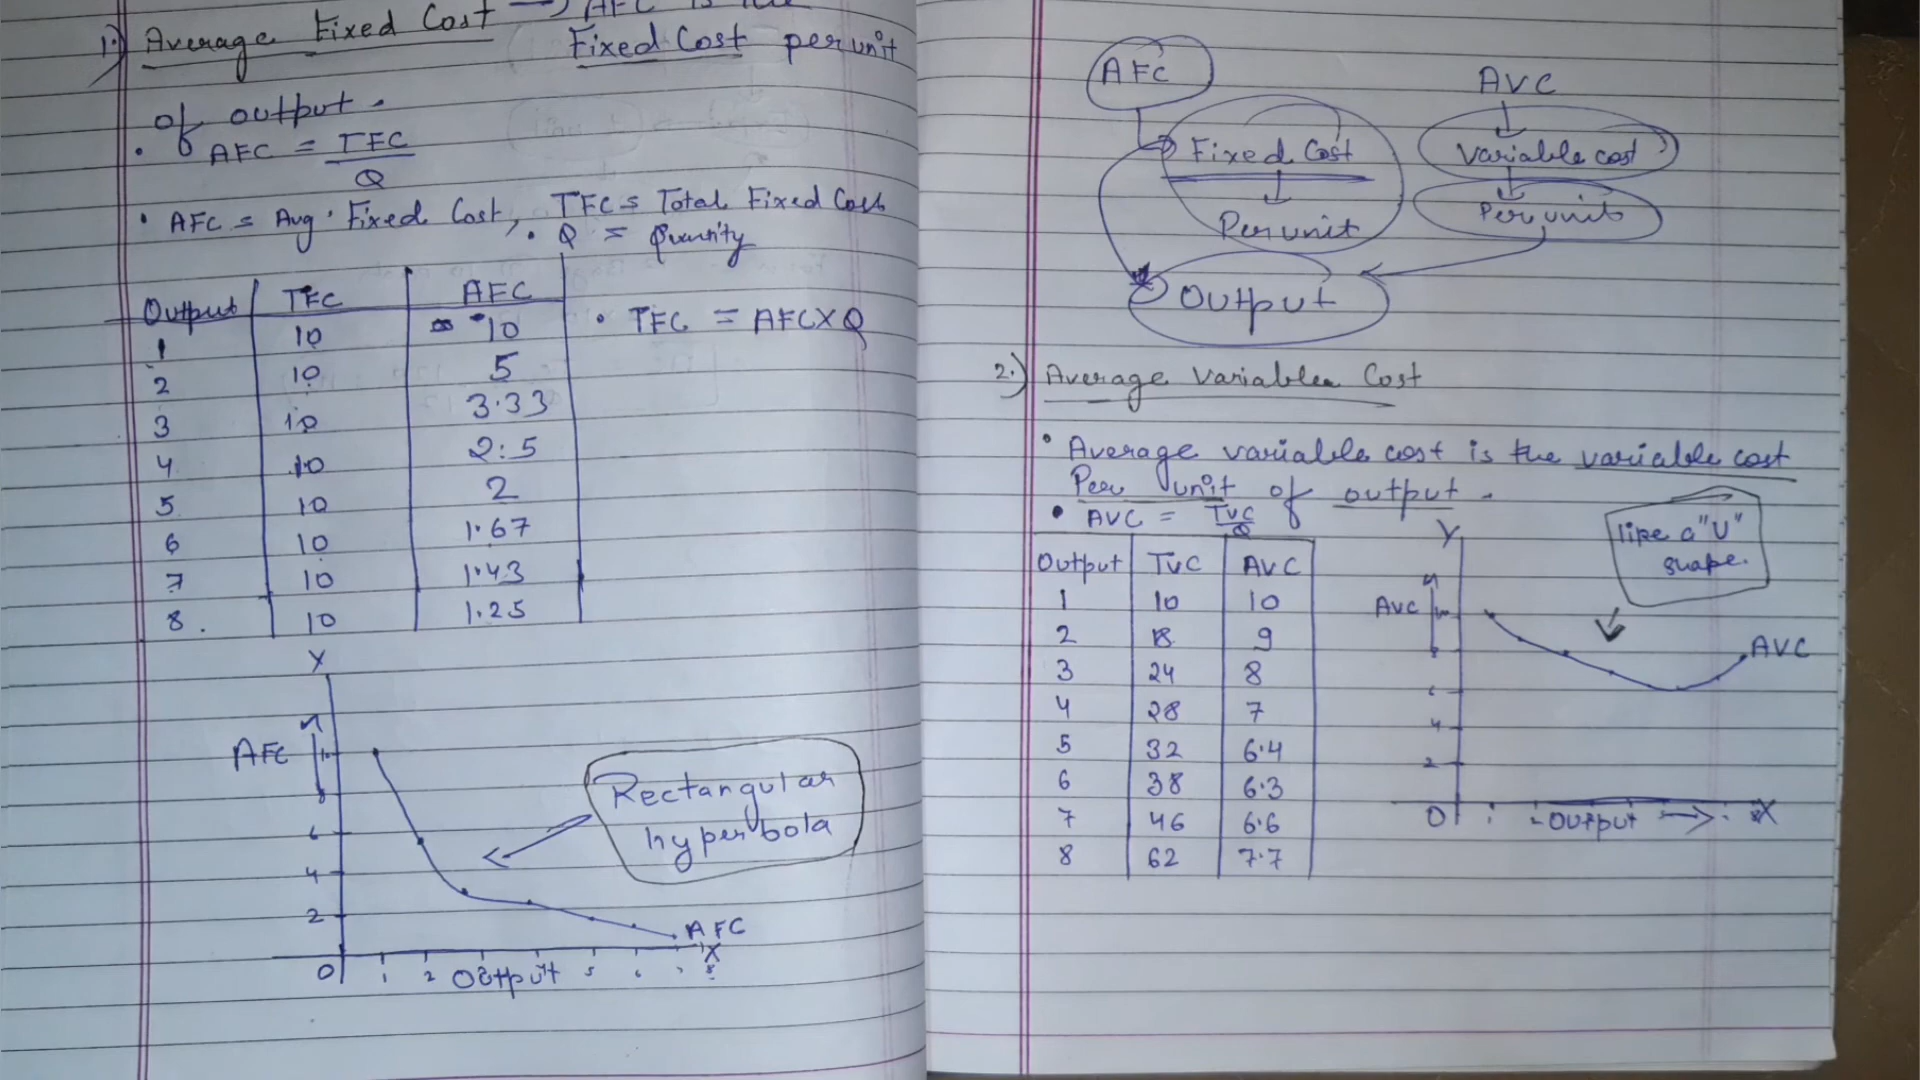 1.) Average Fixed Cost → AFC is the
Fixed Cost per unit
of output.
• AFC = TFC
Q
• AFC = Avg. Fixed Cost, TFC = Total Fixed Cost
• Q = Quantity
Output TFC AFC
1 10 10
2 10 5
3 10 3.33
4 10 2.5
5 10 2
6 10 1.67
7 10 1.43
8 10 1.25
• TFC = AFC X Q
Y
AFC 10
8
6
4
2
Rectangular
hyperbola
AFC
X
0 1 2 Output 5 6 7 8
AFC
Fixed Cost
Per unit
AVC
Variable cost
Per unit
Output
2.) Average Variable Cost
• Average variable cost is the variable cost
Per unit of output.
• AVC = TVC
Q
Output TVC AVC
1 10 10
2 18 9
3 24 8
4 28 7
5 32 6.4
6 38 6.3
7 46 6.6
8 62 7.7
like a "U"
shape.
Y
AVC 10
8
6
4
2
AVC
0 Output → X